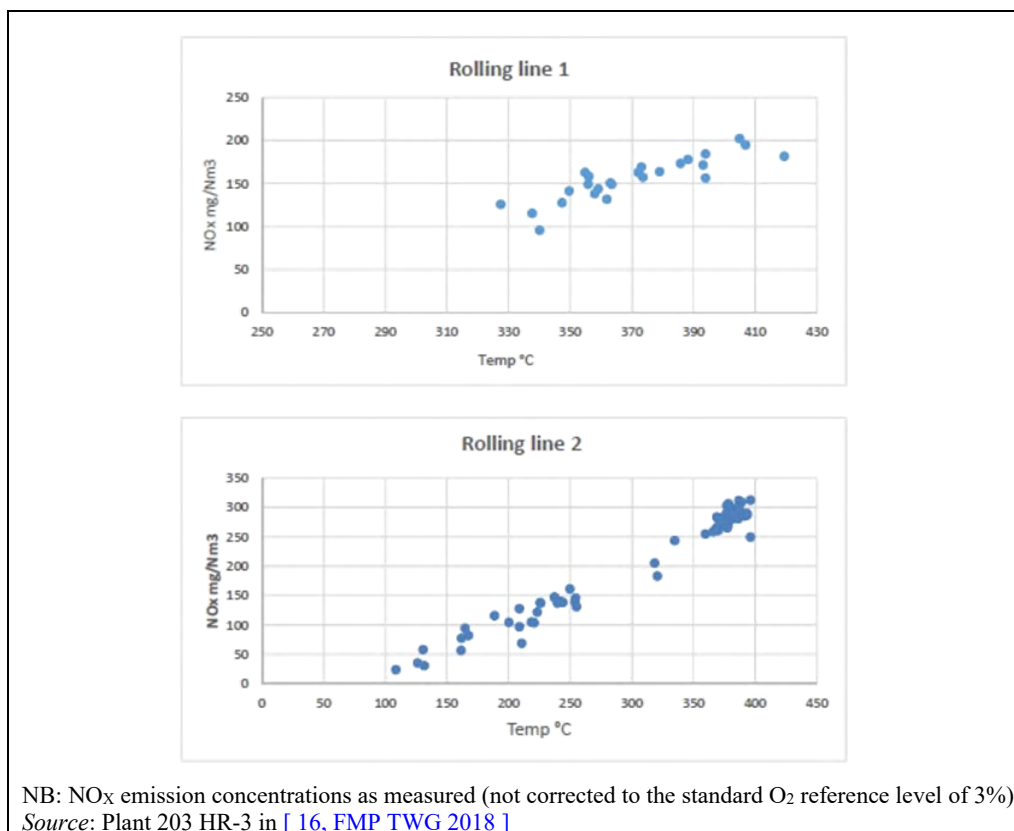 Rolling line 1
250
200
150
100
50
0
NOx mg/Nm3
250 270 290 310 330 350 370 390 410 430
Temp °C
Rolling line 2
350
300
250
200
150
100
50
0
NOx mg/Nm3
0 50 100 150 200 250 300 350 400 450
Temp °C
NB: NOX emission concentrations as measured (not corrected to the standard O2 reference level of 3%)
Source: Plant 203 HR-3 in [ 16, FMP TWG 2018 ]